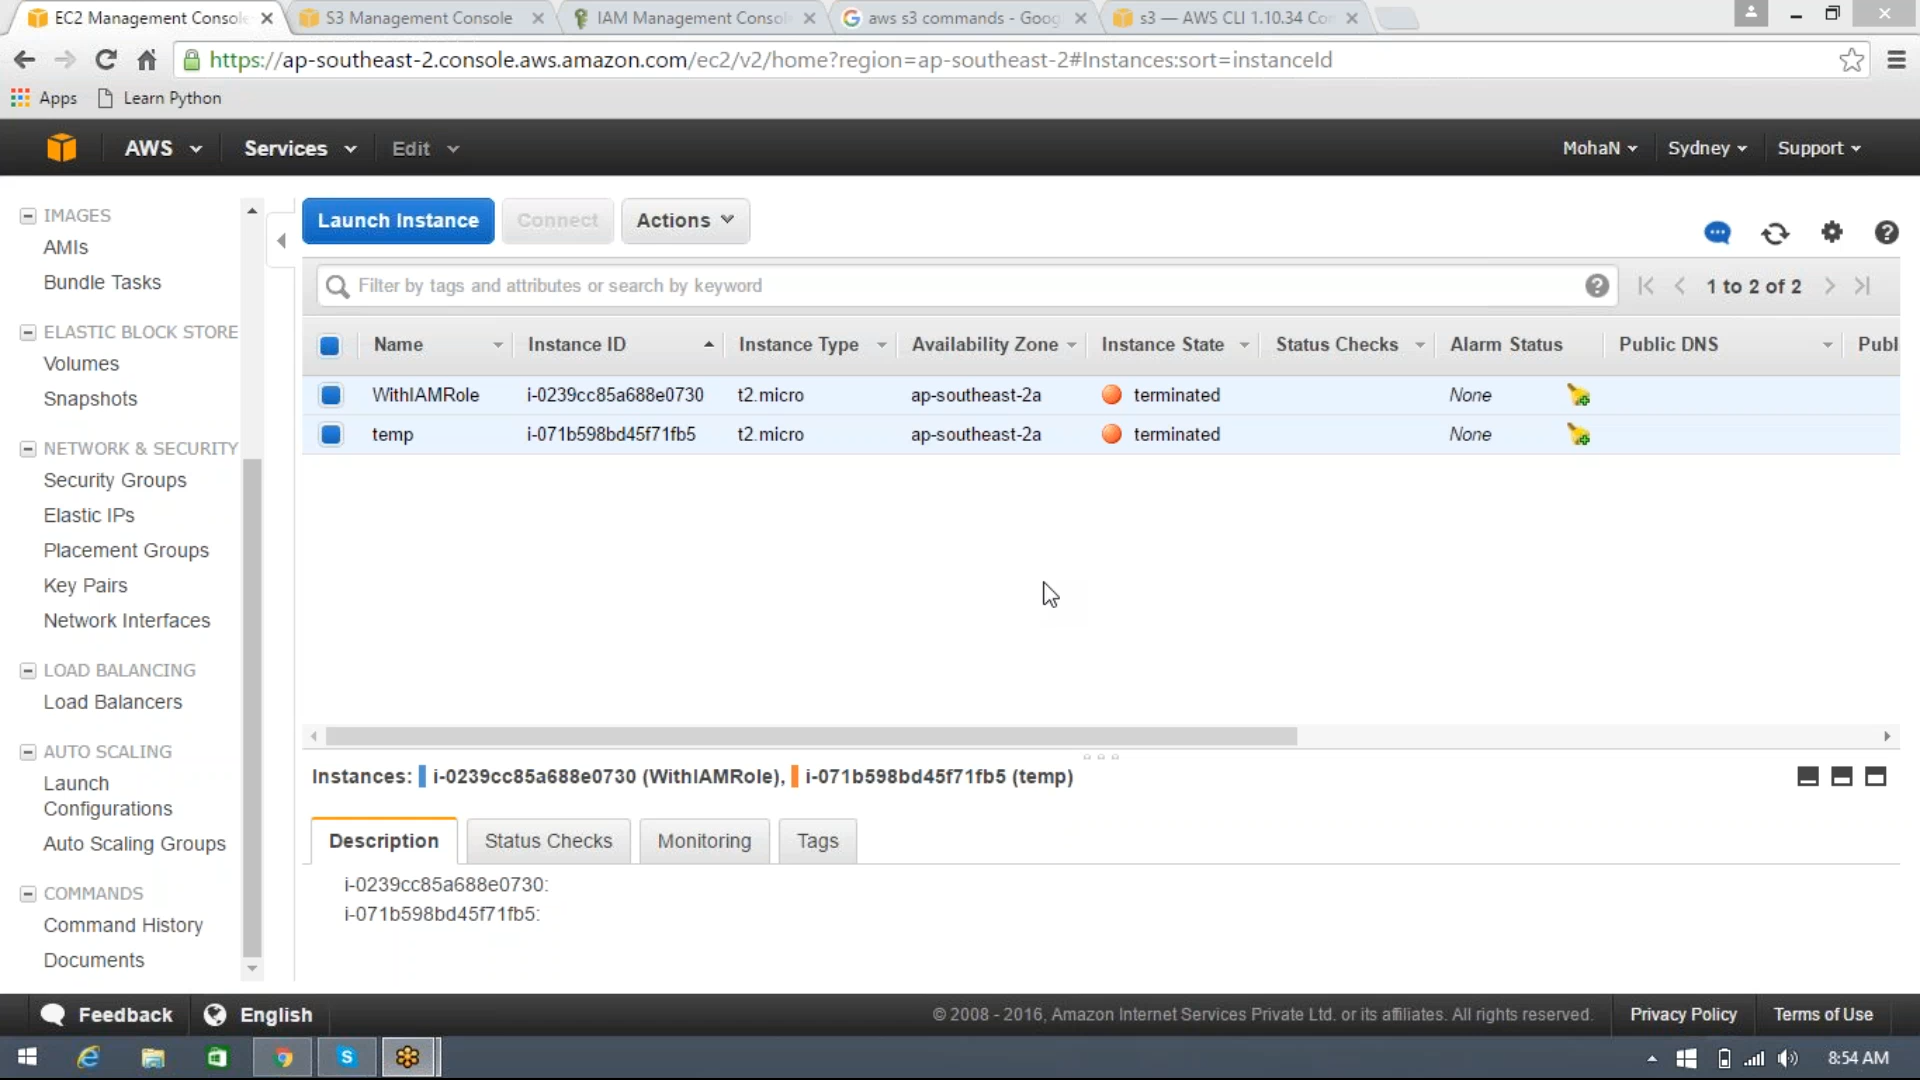 EC2 Management Console
S3 Management Console
IAM Management Consol
aws s3 commands - Goog
s3 — AWS CLI 1.10.34 Co
https://ap-southeast-2.console.aws.amazon.com/ec2/v2/home?region=ap-southeast-2#Instances:sort=instanceId
Apps
Learn Python
AWS
Services
Edit
MohaN
Sydney
Support
IMAGES
AMIs
Bundle Tasks
ELASTIC BLOCK STORE
Volumes
Snapshots
NETWORK & SECURITY
Security Groups
Elastic IPs
Placement Groups
Key Pairs
Network Interfaces
LOAD BALANCING
Load Balancers
AUTO SCALING
Launch
Configurations
Auto Scaling Groups
COMMANDS
Command History
Documents
Launch Instance
Connect
Actions
Filter by tags and attributes or search by keyword
1 to 2 of 2
Name Instance ID Instance Type Availability Zone Instance State Status Checks Alarm Status Public DNS Publ
WithIAMRole i-0239cc85a688e0730 t2.micro ap-southeast-2a terminated None
temp i-071b598bd45f71fb5 t2.micro ap-southeast-2a terminated None
Instances: i-0239cc85a688e0730 (WithIAMRole), i-071b598bd45f71fb5 (temp)
Description
Status Checks
Monitoring
Tags
i-0239cc85a688e0730:
i-071b598bd45f71fb5:
Feedback
English
© 2008 - 2016, Amazon Internet Services Private Ltd. or its affiliates. All rights reserved.
Privacy Policy
Terms of Use
8:54 AM